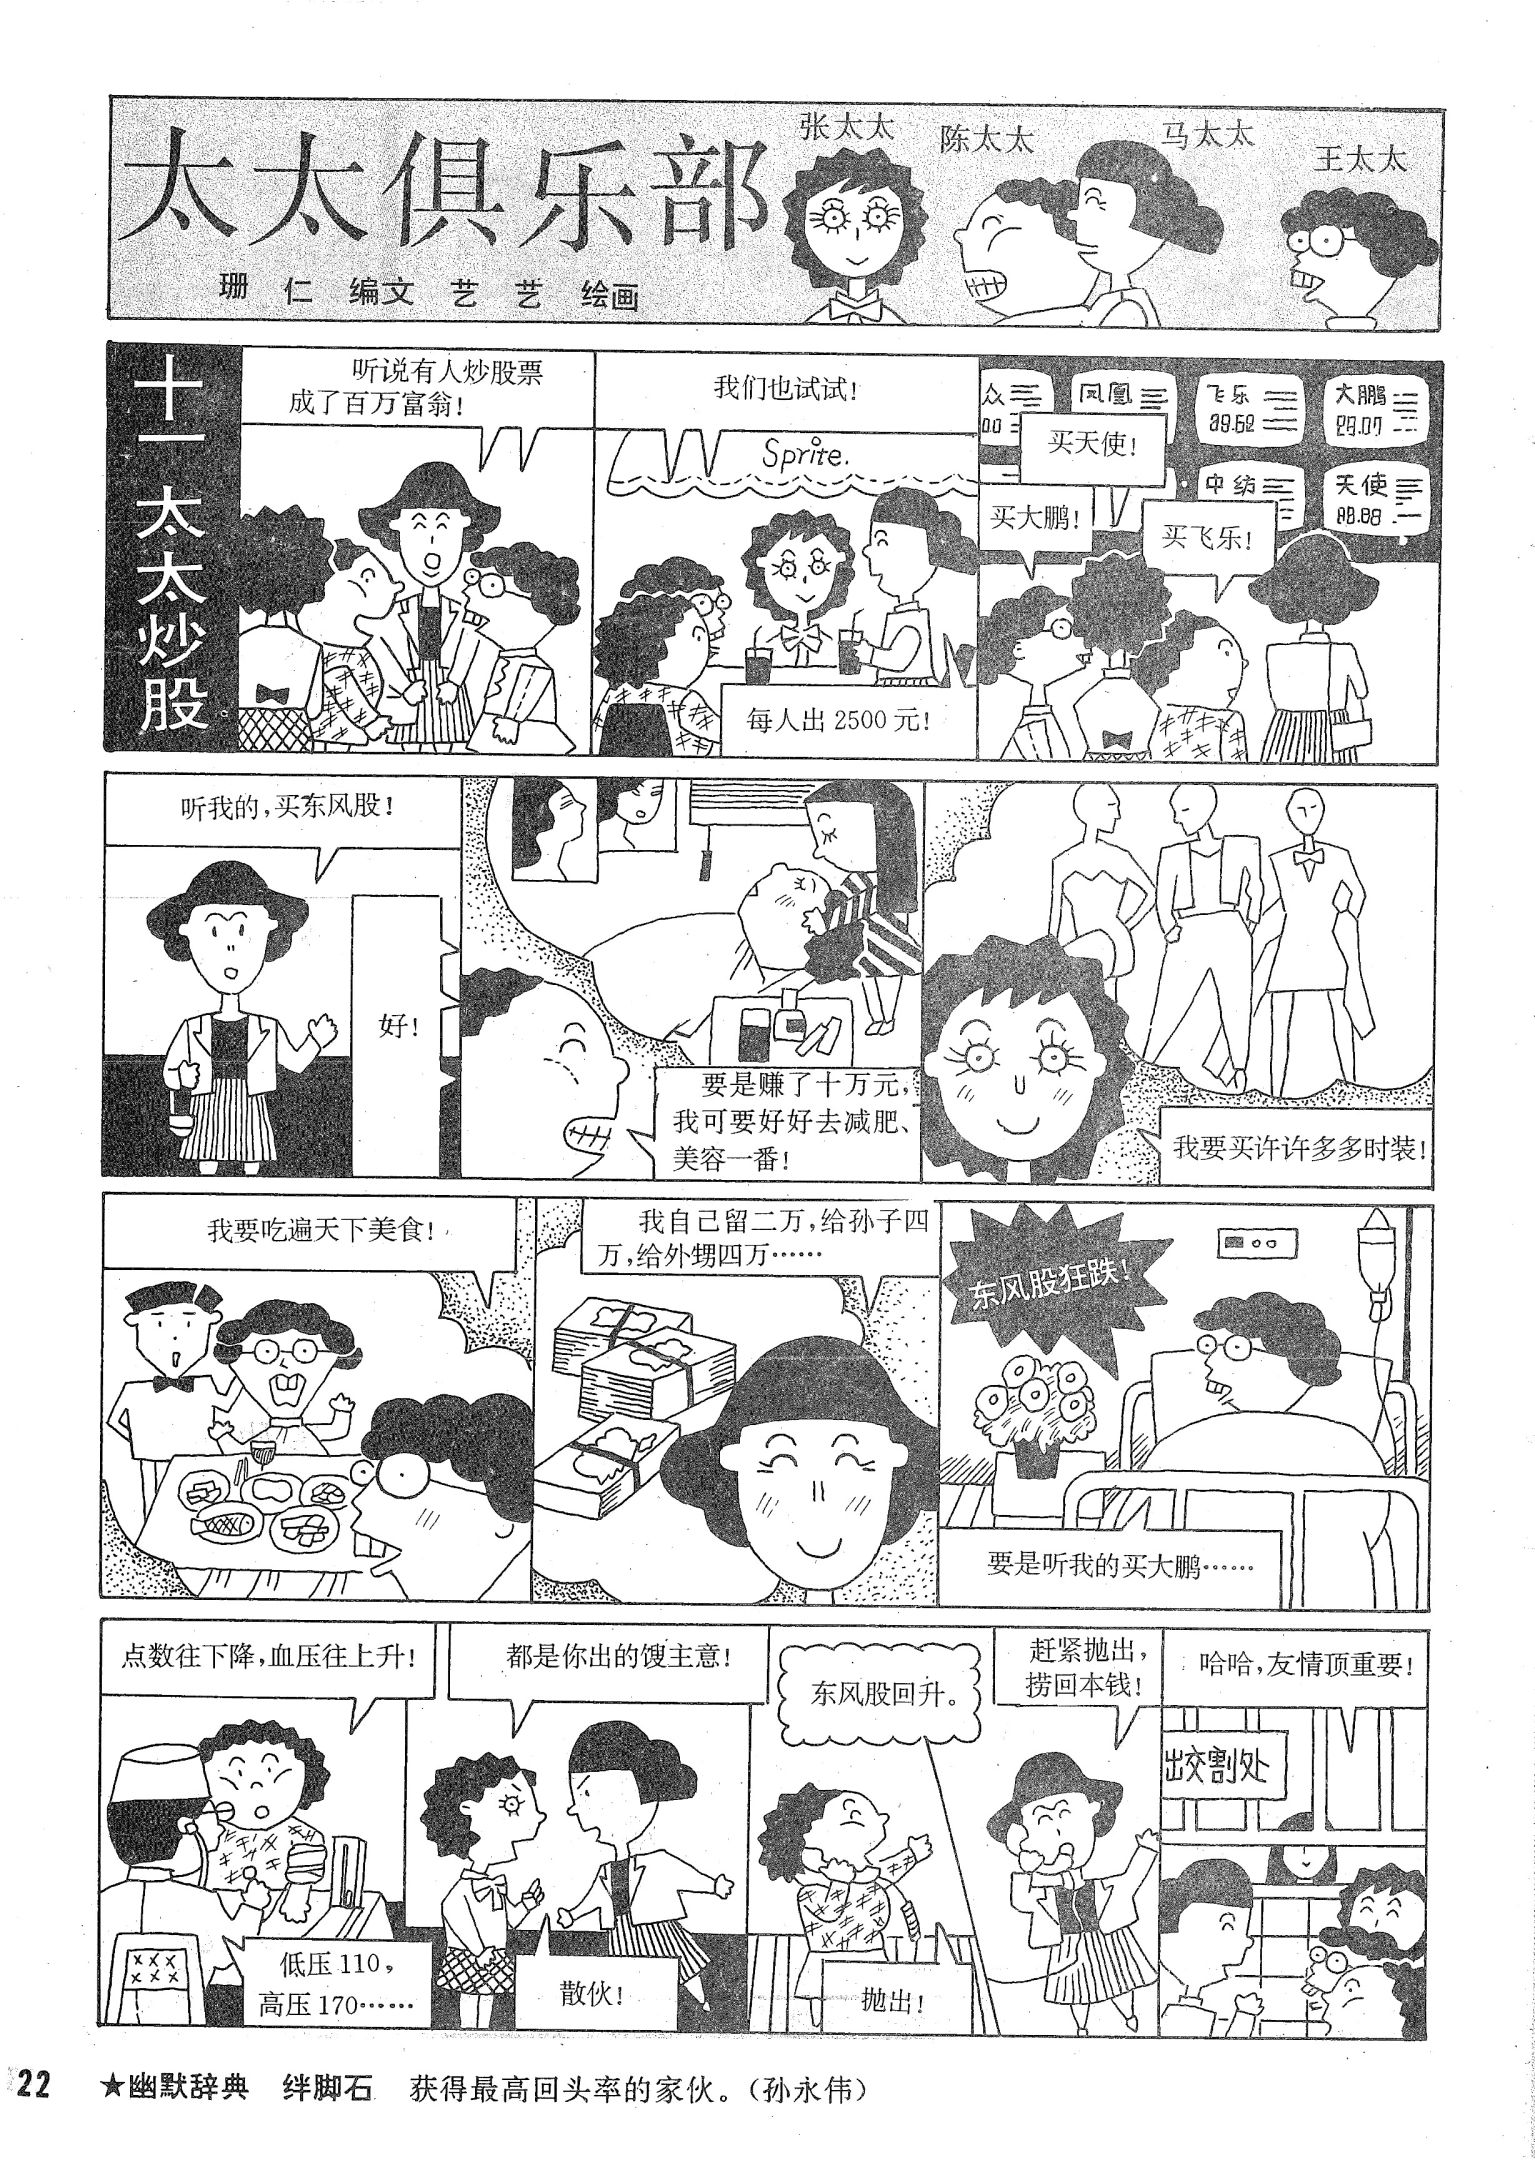 太太俱乐部
珊仁编文 艺艺绘画
张太太
陈太太
马太太
王太太
十一 太太炒股
听说有人炒股票
成了百万富翁!
我们也试试!
Sprite.
每人出 2500 元!
众
00
凤凰
飞乐
39.62
大鹏
29.07
中纺
天使
88.88
买天使!
买大鹏!
买飞乐!
听我的,买东风股!
好!
要是赚了十万元,
我可要好好去减肥、
美容一番!
我要买许许多多时装!
我要吃遍天下美食!
我自己留二万,给孙子四
万,给外甥四万……
东风股狂跌!
要是听我的买大鹏……
点数往下降,血压往上升!
低压 110,
高压 170……
都是你出的馊主意!
散伙!
东风股回升。
抛出!
赶紧抛出,
捞回本钱!
哈哈,友情顶重要!
出交割处
22
★幽默辞典 绊脚石 获得最高回头率的家伙。(孙永伟)